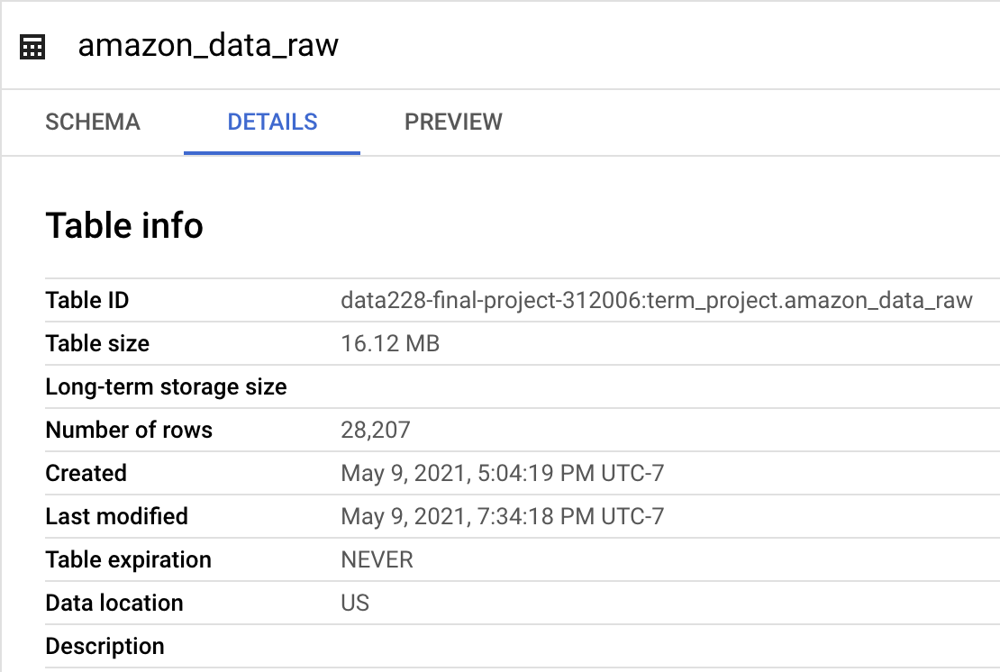 amazon_data_raw
SCHEMA DETAILS PREVIEW
Table info
Table ID data228-final-project-312006:term_project.amazon_data_raw
Table size 16.12 MB
Long-term storage size
Number of rows 28,207
Created May 9, 2021, 5:04:19 PM UTC-7
Last modified May 9, 2021, 7:34:18 PM UTC-7
Table expiration NEVER
Data location US
Description